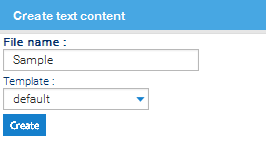 Create text content
File name :
Sample
Template :
default
Create